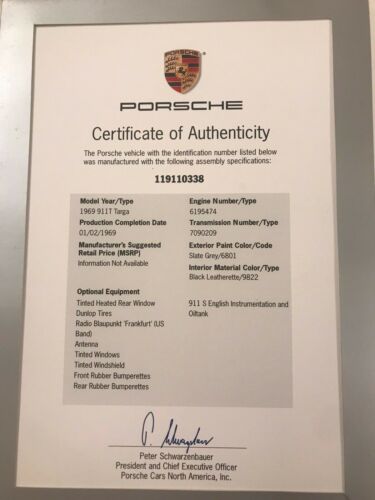 PORSCHE
PORSCHE
Certificate of Authenticity
The Porsche vehicle with the identification number listed below
was manufactured with the following assembly specifications:
119110338
Model Year/Type
1969 911T Targa
Production Completion Date
01/02/1969
Manufacturer's Suggested
Retail Price (MSRP)
Information Not Available
Engine Number/Type
6195474
Transmission Number/Type
7090209
Exterior Paint Color/Code
Slate Grey/6801
Interior Material Color/Type
Black Leatherette/9822
Optional Equipment
Tinted Heated Rear Window
Dunlop Tires
Radio Blaupunkt 'Frankfurt' (US
Band)
Antenna
Tinted Windows
Tinted Windshield
Front Rubber Bumperettes
Rear Rubber Bumperettes
911 S English Instrumentation and
Oiltank
P. Schwarzenbauer
Peter Schwarzenbauer
President and Chief Executive Officer
Porsche Cars North America, Inc.